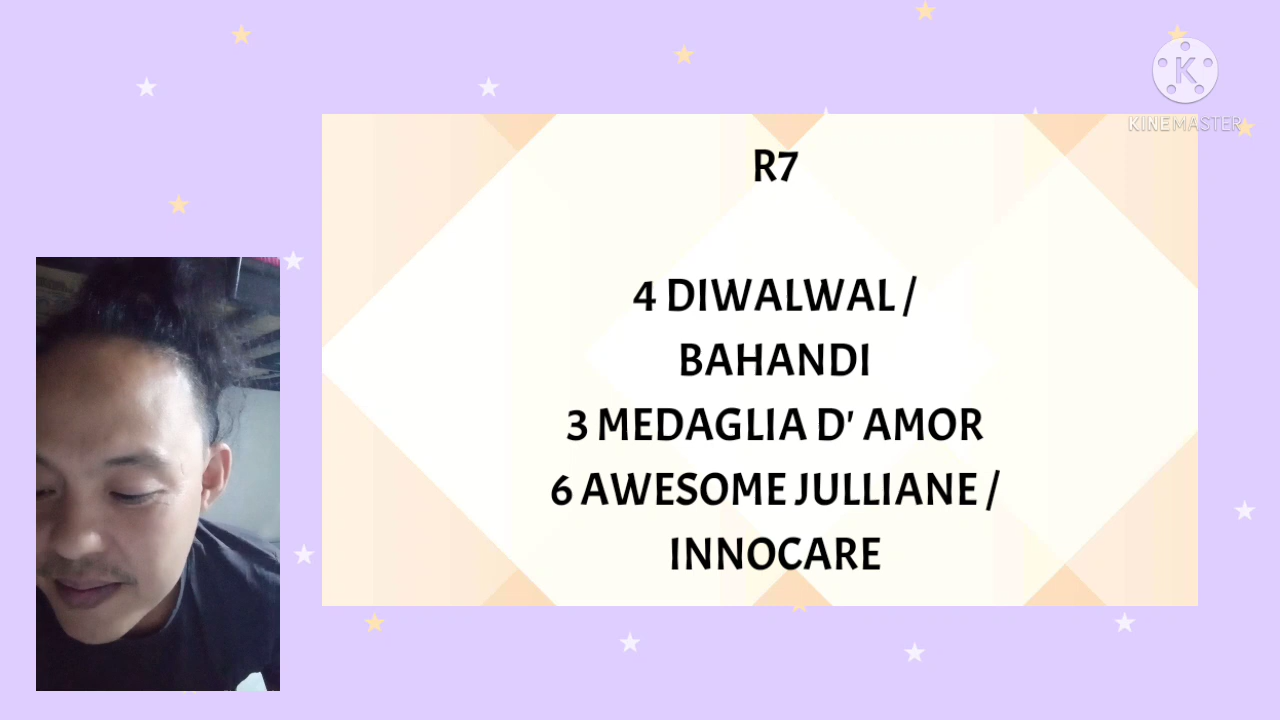 R7
4 DIWALWAL /
BAHANDI
3 MEDAGLIA D' AMOR
6 AWESOME JULLIANE /
INNOCARE
K
KINEMASTER